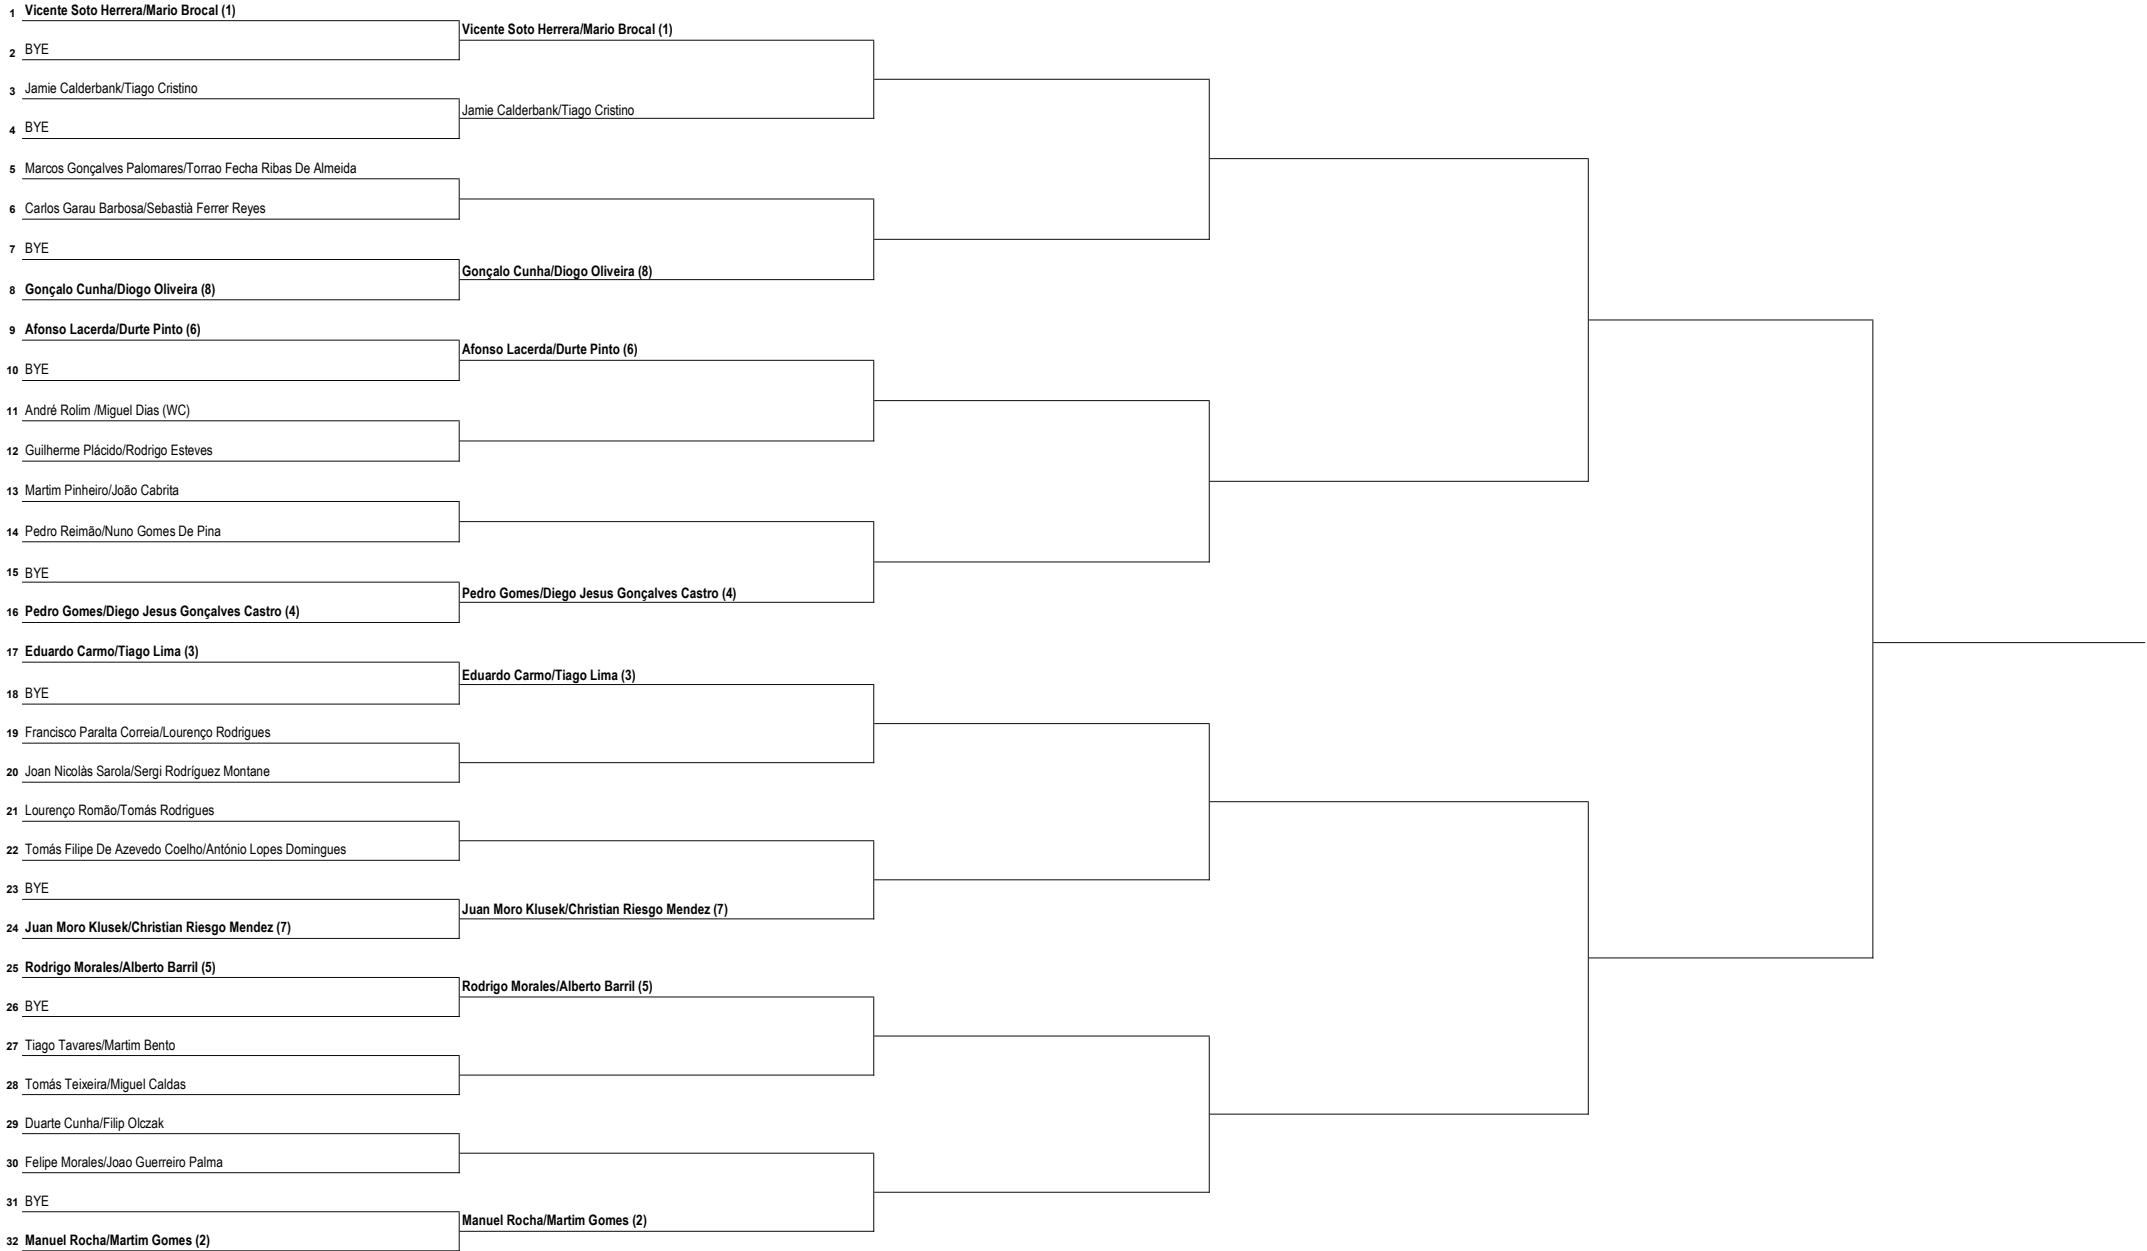 1 Vicente Soto Herrera/Mario Brocal (1)
Vicente Soto Herrera/Mario Brocal (1)
2 BYE
3 Jamie Calderbank/Tiago Cristino
Jamie Calderbank/Tiago Cristino
4 BYE
5 Marcos Gonçalves Palomares/Torrao Fecha Ribas De Almeida
6 Carlos Garau Barbosa/Sebastià Ferrer Reyes
7 BYE
Gonçalo Cunha/Diogo Oliveira (8)
8 Gonçalo Cunha/Diogo Oliveira (8)
9 Afonso Lacerda/Durte Pinto (6)
Afonso Lacerda/Durte Pinto (6)
10 BYE
11 André Rolim /Miguel Dias (WC)
12 Guilherme Plácido/Rodrigo Esteves
13 Martim Pinheiro/João Cabrita
14 Pedro Reimão/Nuno Gomes De Pina
15 BYE
Pedro Gomes/Diego Jesus Gonçalves Castro (4)
16 Pedro Gomes/Diego Jesus Gonçalves Castro (4)
17 Eduardo Carmo/Tiago Lima (3)
Eduardo Carmo/Tiago Lima (3)
18 BYE
19 Francisco Paralta Correia/Lourenço Rodrigues
20 Joan Nicolàs Sarola/Sergi Rodríguez Montane
21 Lourenço Romão/Tomás Rodrigues
22 Tomás Filipe De Azevedo Coelho/António Lopes Domingues
23 BYE
Juan Moro Klusek/Christian Riesgo Mendez (7)
24 Juan Moro Klusek/Christian Riesgo Mendez (7)
25 Rodrigo Morales/Alberto Barril (5)
Rodrigo Morales/Alberto Barril (5)
26 BYE
27 Tiago Tavares/Martim Bento
28 Tomás Teixeira/Miguel Caldas
29 Duarte Cunha/Filip Olczak
30 Felipe Morales/Joao Guerreiro Palma
31 BYE
Manuel Rocha/Martim Gomes (2)
32 Manuel Rocha/Martim Gomes (2)